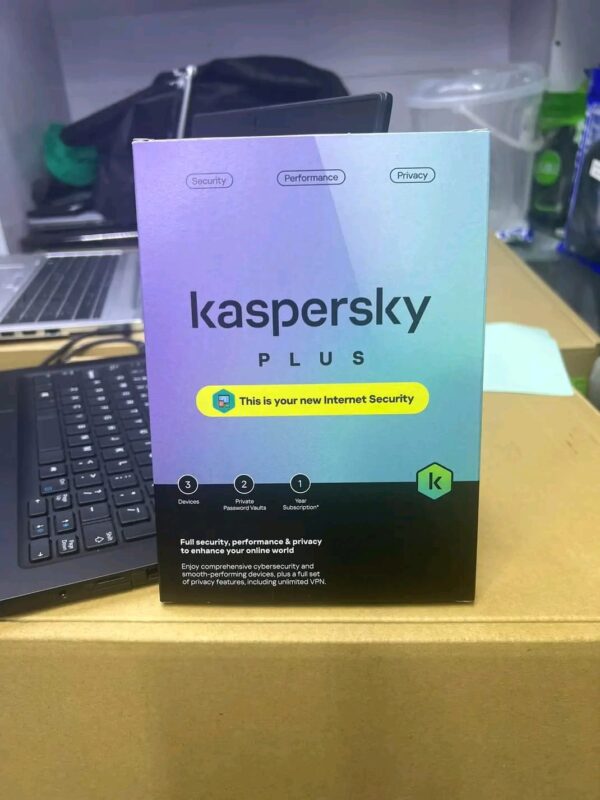 Security
Performance
Privacy
kaspersky
PLUS
This is your new Internet Security
3
Devices
2
Private
Password Vaults
1
Year
Subscription*
k
Full security, performance & privacy
to enhance your online world
Enjoy comprehensive cybersecurity and
smooth-performing devices, plus a full set
of privacy features, including unlimited VPN.